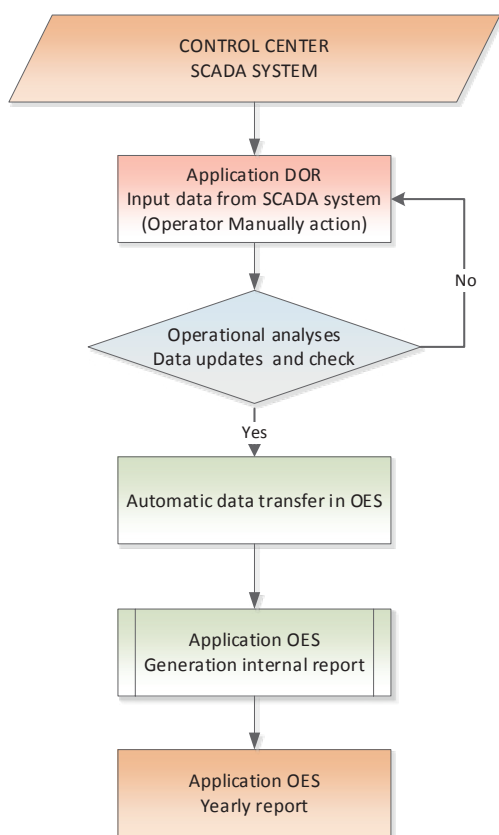 CONTROL CENTER
SCADA SYSTEM
Application DOR
Input data from SCADA system
(Operator Manually action)
No
Operational analyses
Data updates and check
Yes
Automatic data transfer in OES
Application OES
Generation internal report
Application OES
Yearly report